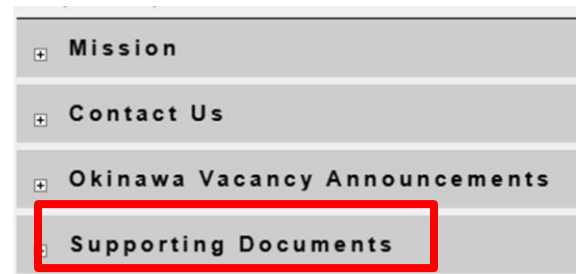 Mission
Contact Us
Okinawa Vacancy Announcements
Supporting Documents